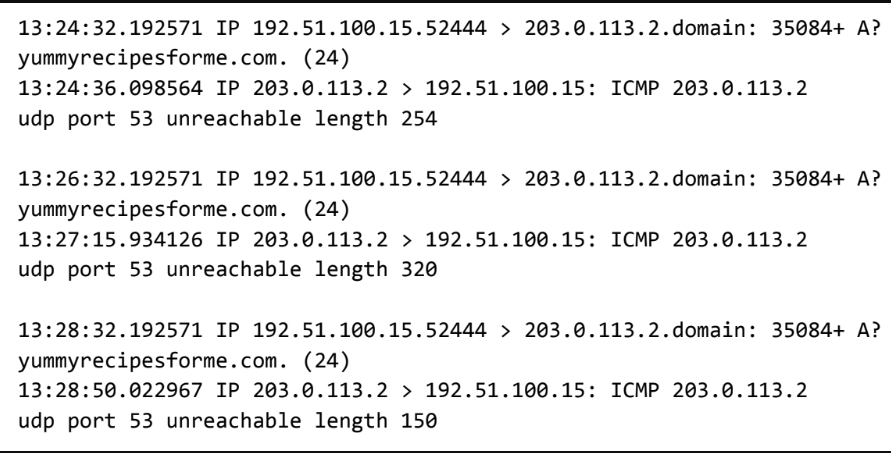 13:24:32.192571 IP 192.51.100.15.52444 > 203.0.113.2.domain: 35084+ A?
yummyrecipesforme.com. (24)
13:24:36.098564 IP 203.0.113.2 > 192.51.100.15: ICMP 203.0.113.2
udp port 53 unreachable length 254
13:26:32.192571 IP 192.51.100.15.52444 > 203.0.113.2.domain: 35084+ A?
yummyrecipesforme.com. (24)
13:27:15.934126 IP 203.0.113.2 > 192.51.100.15: ICMP 203.0.113.2
udp port 53 unreachable length 320
13:28:32.192571 IP 192.51.100.15.52444 > 203.0.113.2.domain: 35084+ A?
yummyrecipesforme.com. (24)
13:28:50.022967 IP 203.0.113.2 > 192.51.100.15: ICMP 203.0.113.2
udp port 53 unreachable length 150